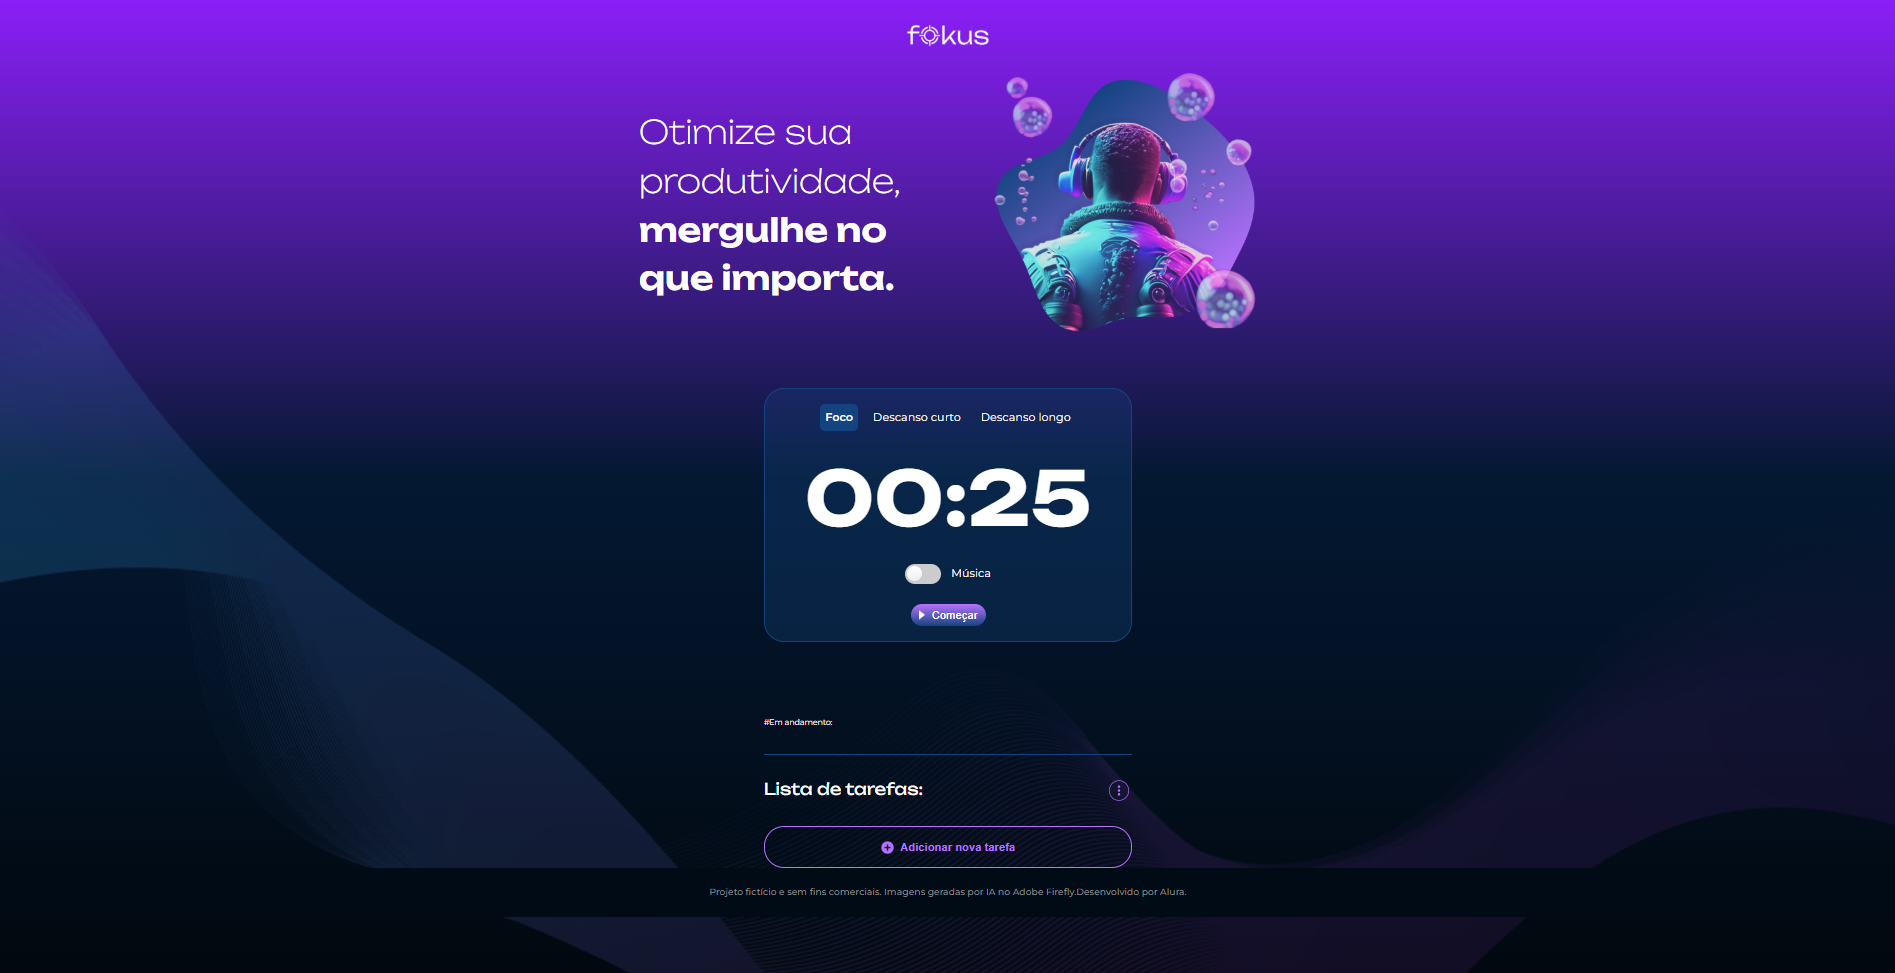 fokus
Otimize sua
produtividade,
mergulhe no
que importa.
Foco Descanso curto Descanso longo
00:25
Música
Começar
#Em andamento:
Lista de tarefas:
Adicionar nova tarefa
Projeto fictício e sem fins comerciais. Imagens geradas por IA no Adobe Firefly.Desenvolvido por Alura.